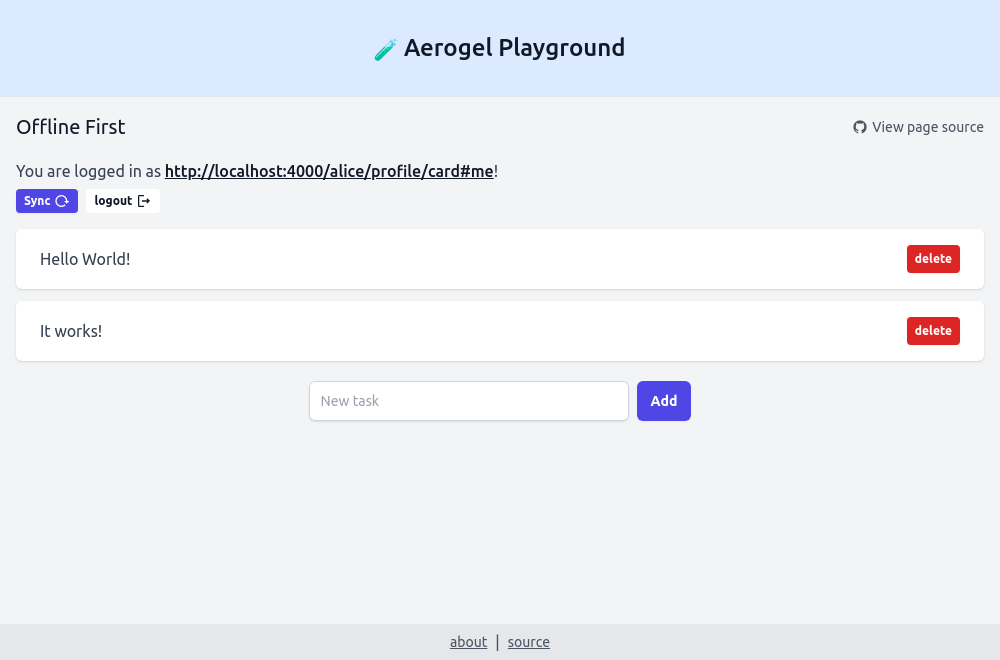 🧪 Aerogel Playground
Offline First
View page source
You are logged in as http://localhost:4000/alice/profile/card#me!
Sync logout
Hello World! delete
It works! delete
New task Add
about | source